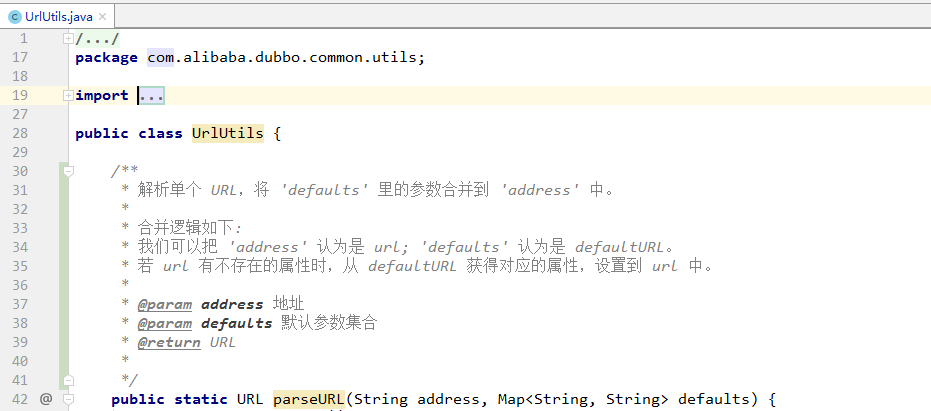 UrlUtils.java
1 /.../
17 package com.alibaba.dubbo.common.utils;
18
19 import ...
27
28 public class UrlUtils {
29
30 /**
31 * 解析单个 URL，将 'defaults' 里的参数合并到 'address' 中。
32 *
33 * 合并逻辑如下:
34 * 我们可以把 'address' 认为是 url; 'defaults' 认为是 defaultURL。
35 * 若 url 有不存在的属性时，从 defaultURL 获得对应的属性，设置到 url 中。
36 *
37 * @param address 地址
38 * @param defaults 默认参数集合
39 * @return URL
40 *
41 */
42 @ public static URL parseURL(String address, Map<String, String> defaults) {